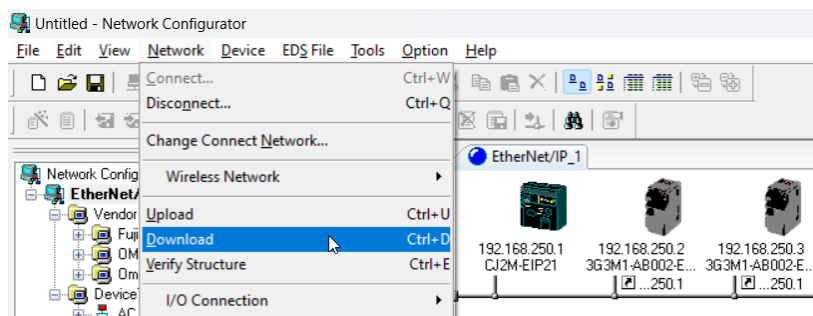 Untitled - Network Configurator
File Edit View Network Device EDS File Tools Option Help
Connect... Ctrl+W
Disconnect... Ctrl+Q
Change Connect Network...
Wireless Network
Upload Ctrl+U
Download Ctrl+D
Verify Structure Ctrl+E
I/O Connection
Network Config
EtherNet/
Vendor
Fuji
OM
Om
Device
AC
EtherNet/IP_1
192.168.250.1 192.168.250.2 192.168.250.3
CJ2M-EIP21 3G3M1-AB002-E... 3G3M1-AB002-E...
...250.1 ...250.1